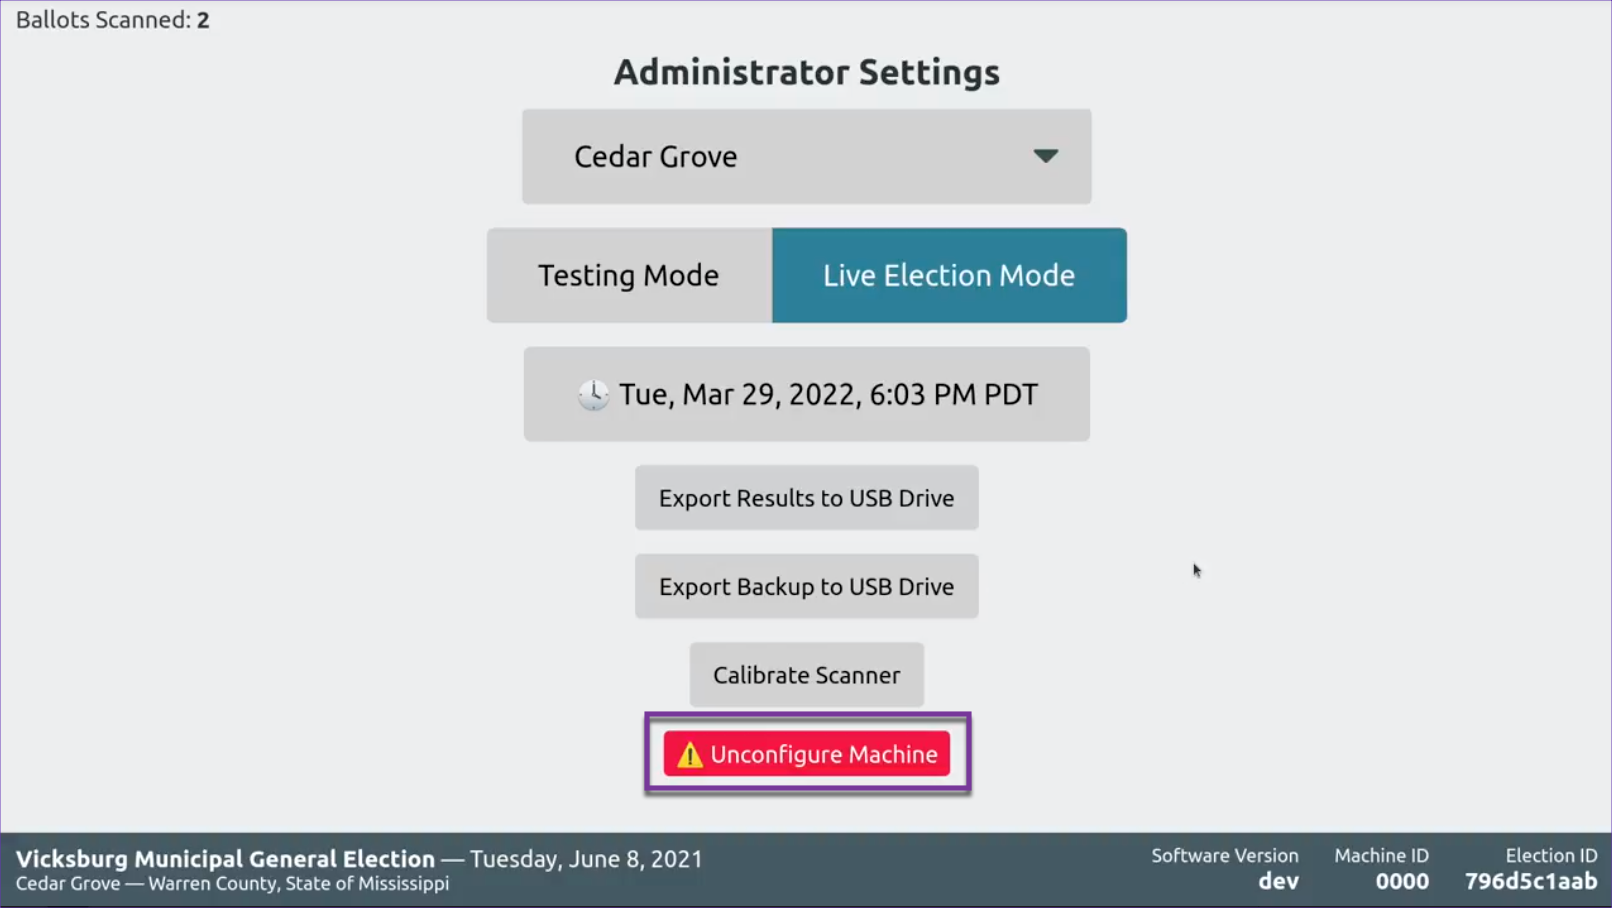 Ballots Scanned: 2
Administrator Settings
Cedar Grove
Testing Mode
Live Election Mode
Tue, Mar 29, 2022, 6:03 PM PDT
Export Results to USB Drive
Export Backup to USB Drive
Calibrate Scanner
Unconfigure Machine
Vicksburg Municipal General Election — Tuesday, June 8, 2021
Cedar Grove — Warren County, State of Mississippi
Software Version
dev
Machine ID
0000
Election ID
796d5c1aab